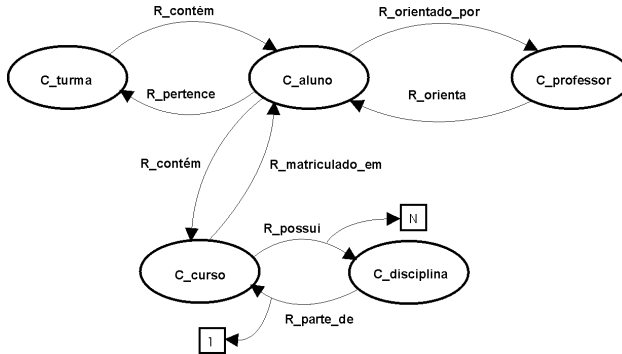 R_contém
R_orientado_por
C_turma
C_aluno
C_professor
R_pertence
R_orienta
R_contém
R_matriculado_em
R_possui
N
C_curso
C_disciplina
R_parte_de
1